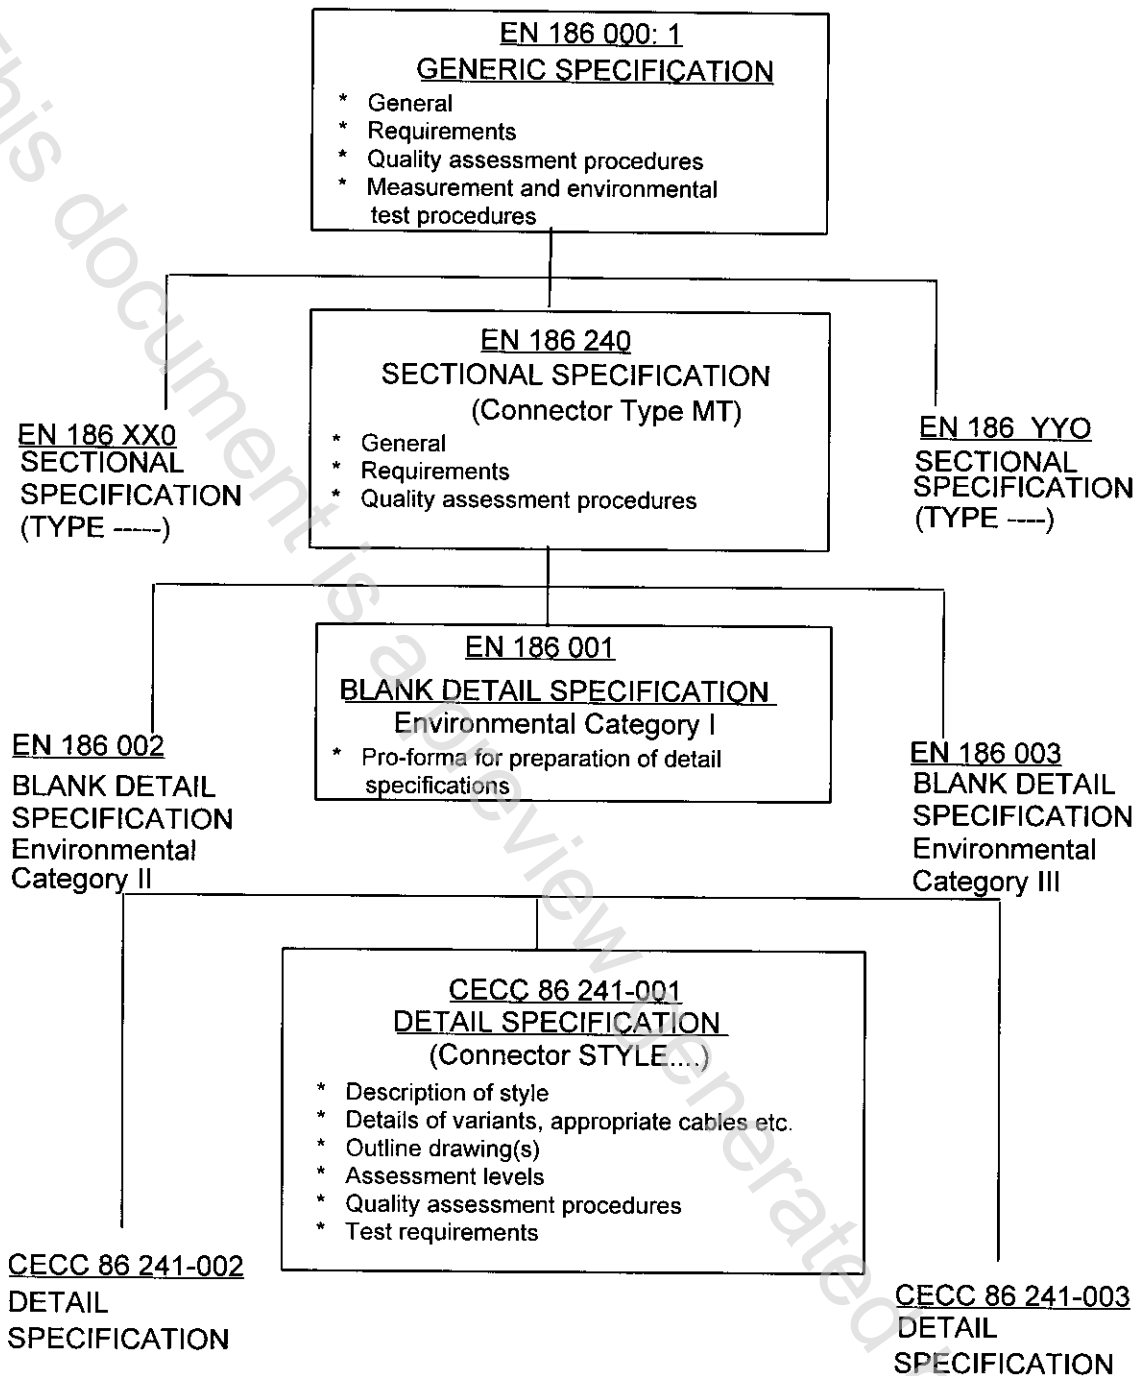 EN 186 000: 1
GENERIC SPECIFICATION
* General
* Requirements
* Quality assessment procedures
* Measurement and environmental
test procedures
EN 186 240
SECTIONAL SPECIFICATION
(Connector Type MT)
* General
* Requirements
* Quality assessment procedures
EN 186 XX0
SECTIONAL
SPECIFICATION
(TYPE -----)
EN 186 YYO
SECTIONAL
SPECIFICATION
(TYPE ----)
EN 186 001
BLANK DETAIL SPECIFICATION
Environmental Category I
* Pro-forma for preparation of detail
specifications
EN 186 002
BLANK DETAIL
SPECIFICATION
Environmental
Category II
EN 186 003
BLANK DETAIL
SPECIFICATION
Environmental
Category III
CECC 86 241-001
DETAIL SPECIFICATION
(Connector STYLE....)
* Description of style
* Details of variants, appropriate cables etc.
* Outline drawing(s)
* Assessment levels
* Quality assessment procedures
* Test requirements
CECC 86 241-002
DETAIL
SPECIFICATION
CECC 86 241-003
DETAIL
SPECIFICATION
This document is a preview generated